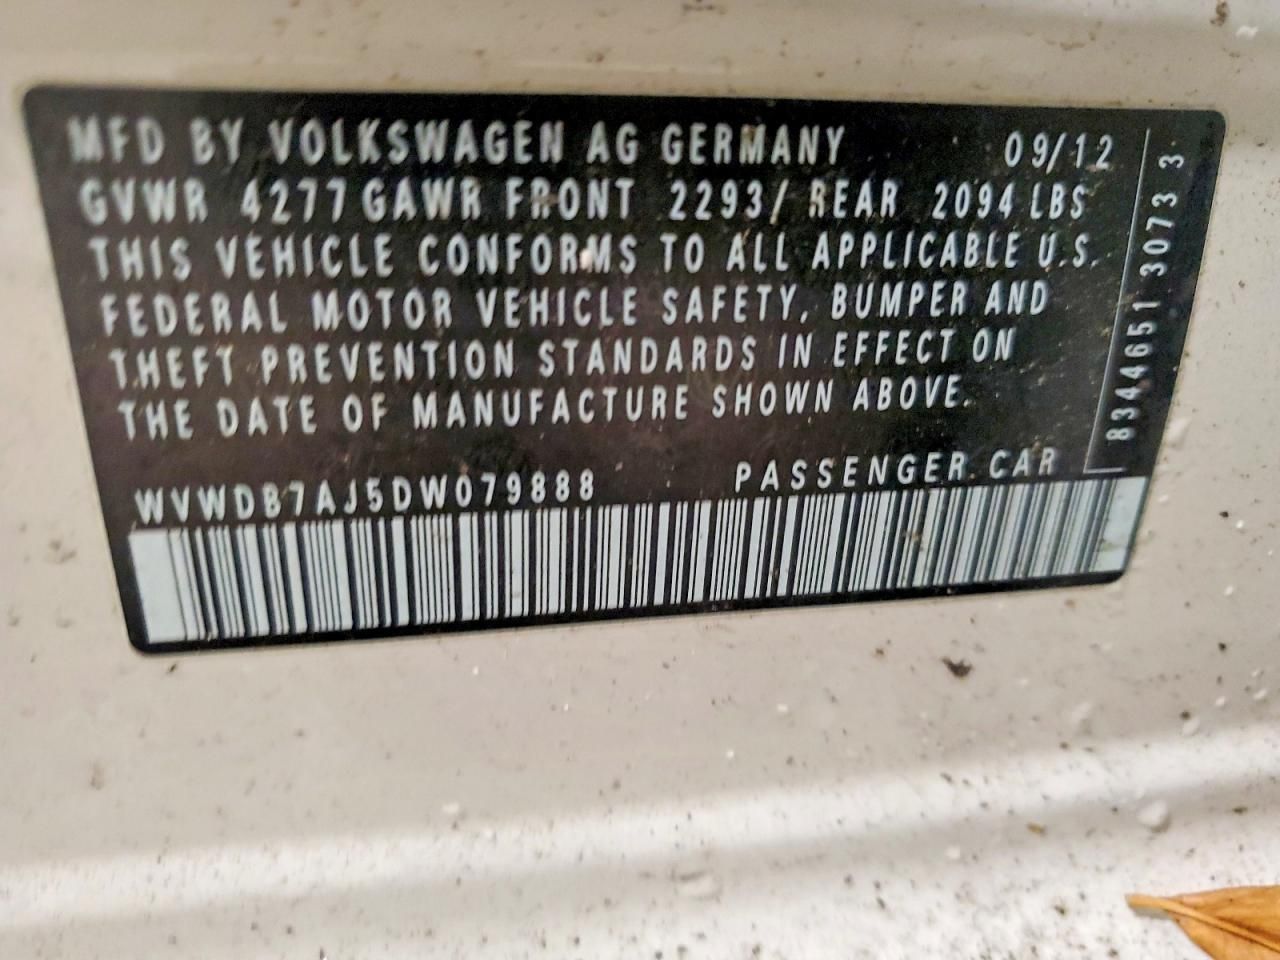 MFD BY VOLKSWAGEN AG GERMANY 09/12
GVWR 4277 GAWR FRONT 2293/ REAR 2094 LBS
THIS VEHICLE CONFORMS TO ALL APPLICABLE U.S.
FEDERAL MOTOR VEHICLE SAFETY, BUMPER AND
THEFT PREVENTION STANDARDS IN EFFECT ON
THE DATE OF MANUFACTURE SHOWN ABOVE.
WVWDB7AJ5DW079888 PASSENGER CAR
8344651 3073 3